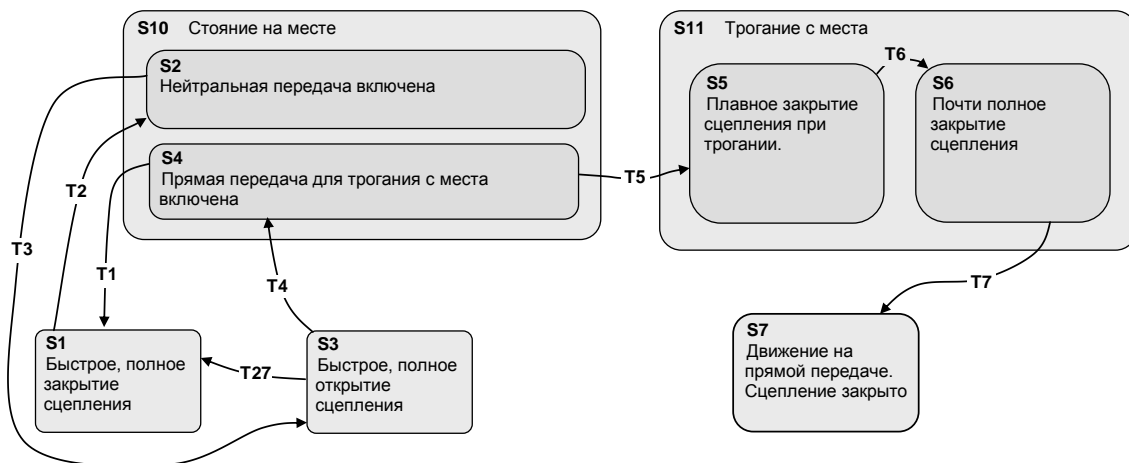 S10 Стояние на месте
S2
Нейтральная передача включена
S4
Прямая передача для трогания с места
включена
S11 Трогание с места
T6
S5
Плавное закрытие
сцепления при
трогании.
S6
Почти полное
закрытие
сцепления
T5
T2
T3
T1
T4
T7
S1
Быстрое, полное
закрытие
сцепления
T27
S3
Быстрое, полное
открытие
сцепления
S7
Движение на
прямой передаче.
Сцепление закрыто